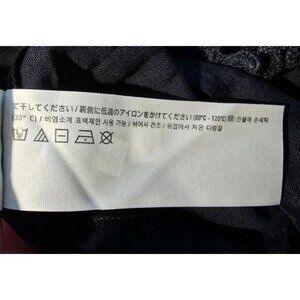 て干してください/裏側に低温のアイロンをかけてください(80°C - 120°C) KR: 찬물에 손세탁
(30° C) / 비염소계 표백제만 사용 가능 / 뉘어서 건조 / 뒤집어서 저온 다림질